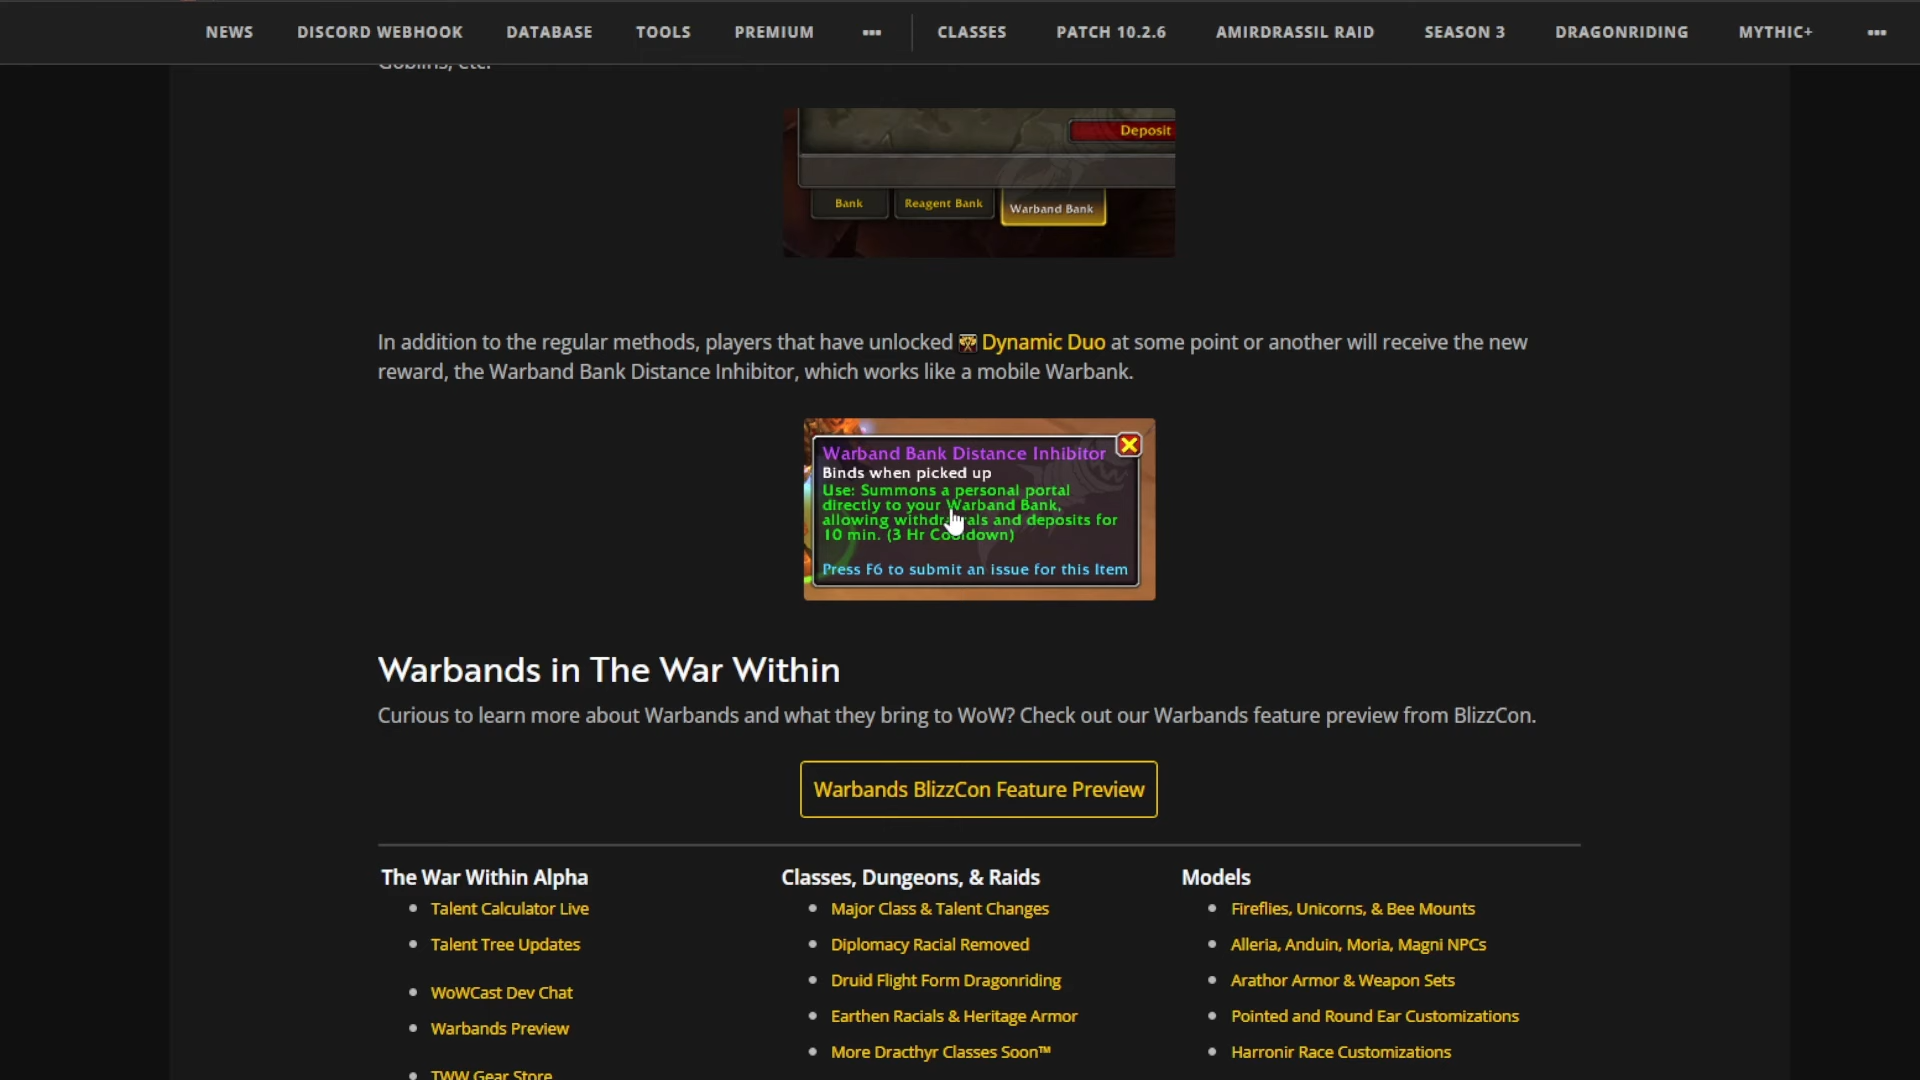 NEWS DISCORD WEBHOOK DATABASE TOOLS PREMIUM ••• CLASSES PATCH 10.2.6 AMIRDRASSIL RAID SEASON 3 DRAGONRIDING MYTHIC+ •••
Goblins, etc.
Deposit
Bank Reagent Bank Warband Bank
In addition to the regular methods, players that have unlocked Dynamic Duo at some point or another will receive the new
reward, the Warband Bank Distance Inhibitor, which works like a mobile Warbank.
Warband Bank Distance Inhibitor
Binds when picked up
Use: Summons a personal portal
directly to your Warband Bank,
allowing withdrawals and deposits for
10 min. (3 Hr Cooldown)
Press F6 to submit an issue for this Item
Warbands in The War Within
Curious to learn more about Warbands and what they bring to WoW? Check out our Warbands feature preview from BlizzCon.
Warbands BlizzCon Feature Preview
The War Within Alpha
Talent Calculator Live
Talent Tree Updates
WoWCast Dev Chat
Warbands Preview
TWW Gear Store
Classes, Dungeons, & Raids
Major Class & Talent Changes
Diplomacy Racial Removed
Druid Flight Form Dragonriding
Earthen Racials & Heritage Armor
More Dracthyr Classes Soon™
Models
Fireflies, Unicorns, & Bee Mounts
Alleria, Anduin, Moria, Magni NPCs
Arathor Armor & Weapon Sets
Pointed and Round Ear Customizations
Harronir Race Customizations